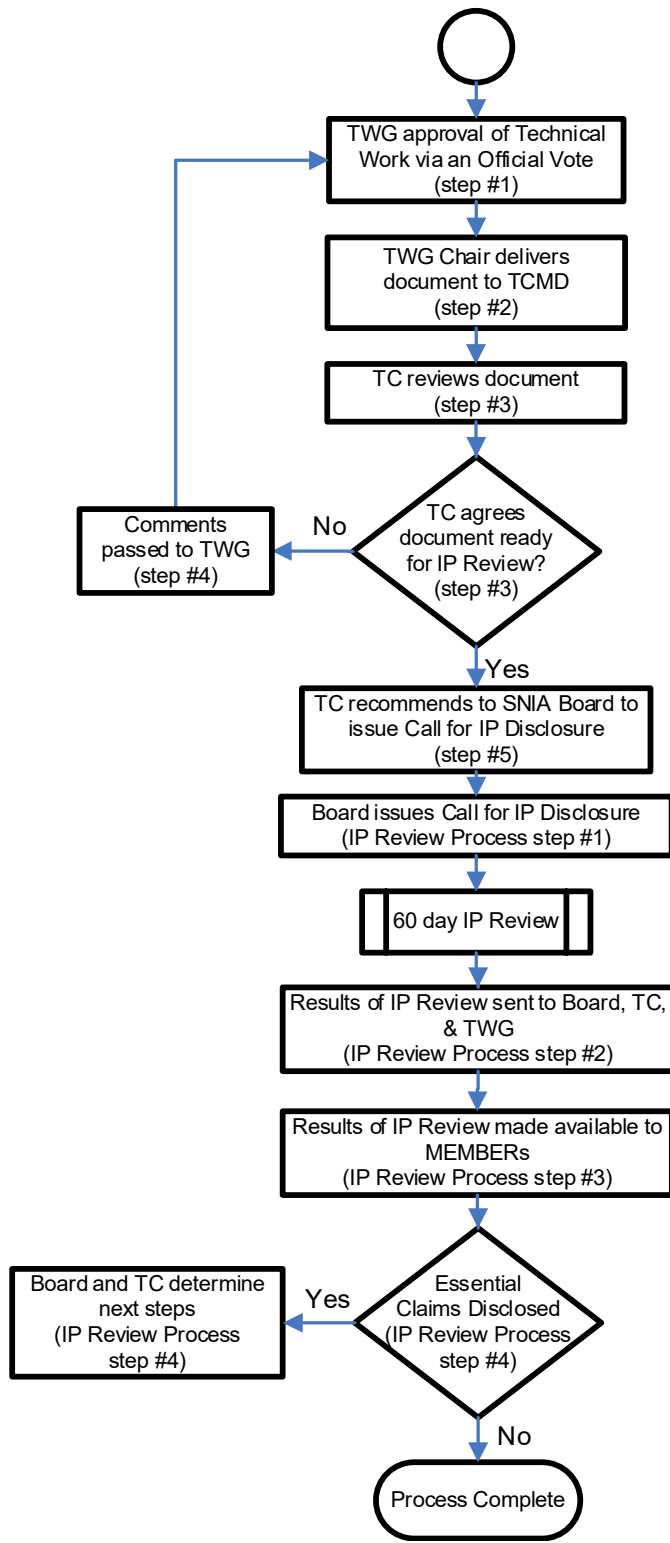 TWG approval of Technical
Work via an Official Vote
(step #1)
TWG Chair delivers
document to TCMD
(step #2)
TC reviews document
(step #3)
TC agrees
document ready
for IP Review?
(step #3)
No
Comments
passed to TWG
(step #4)
Yes
TC recommends to SNIA Board to
issue Call for IP Disclosure
(step #5)
Board issues Call for IP Disclosure
(IP Review Process step #1)
60 day IP Review
Results of IP Review sent to Board, TC,
& TWG
(IP Review Process step #2)
Results of IP Review made available to
MEMBERs
(IP Review Process step #3)
Essential
Claims Disclosed
(IP Review Process
step #4)
Yes
Board and TC determine
next steps
(IP Review Process
step #4)
No
Process Complete